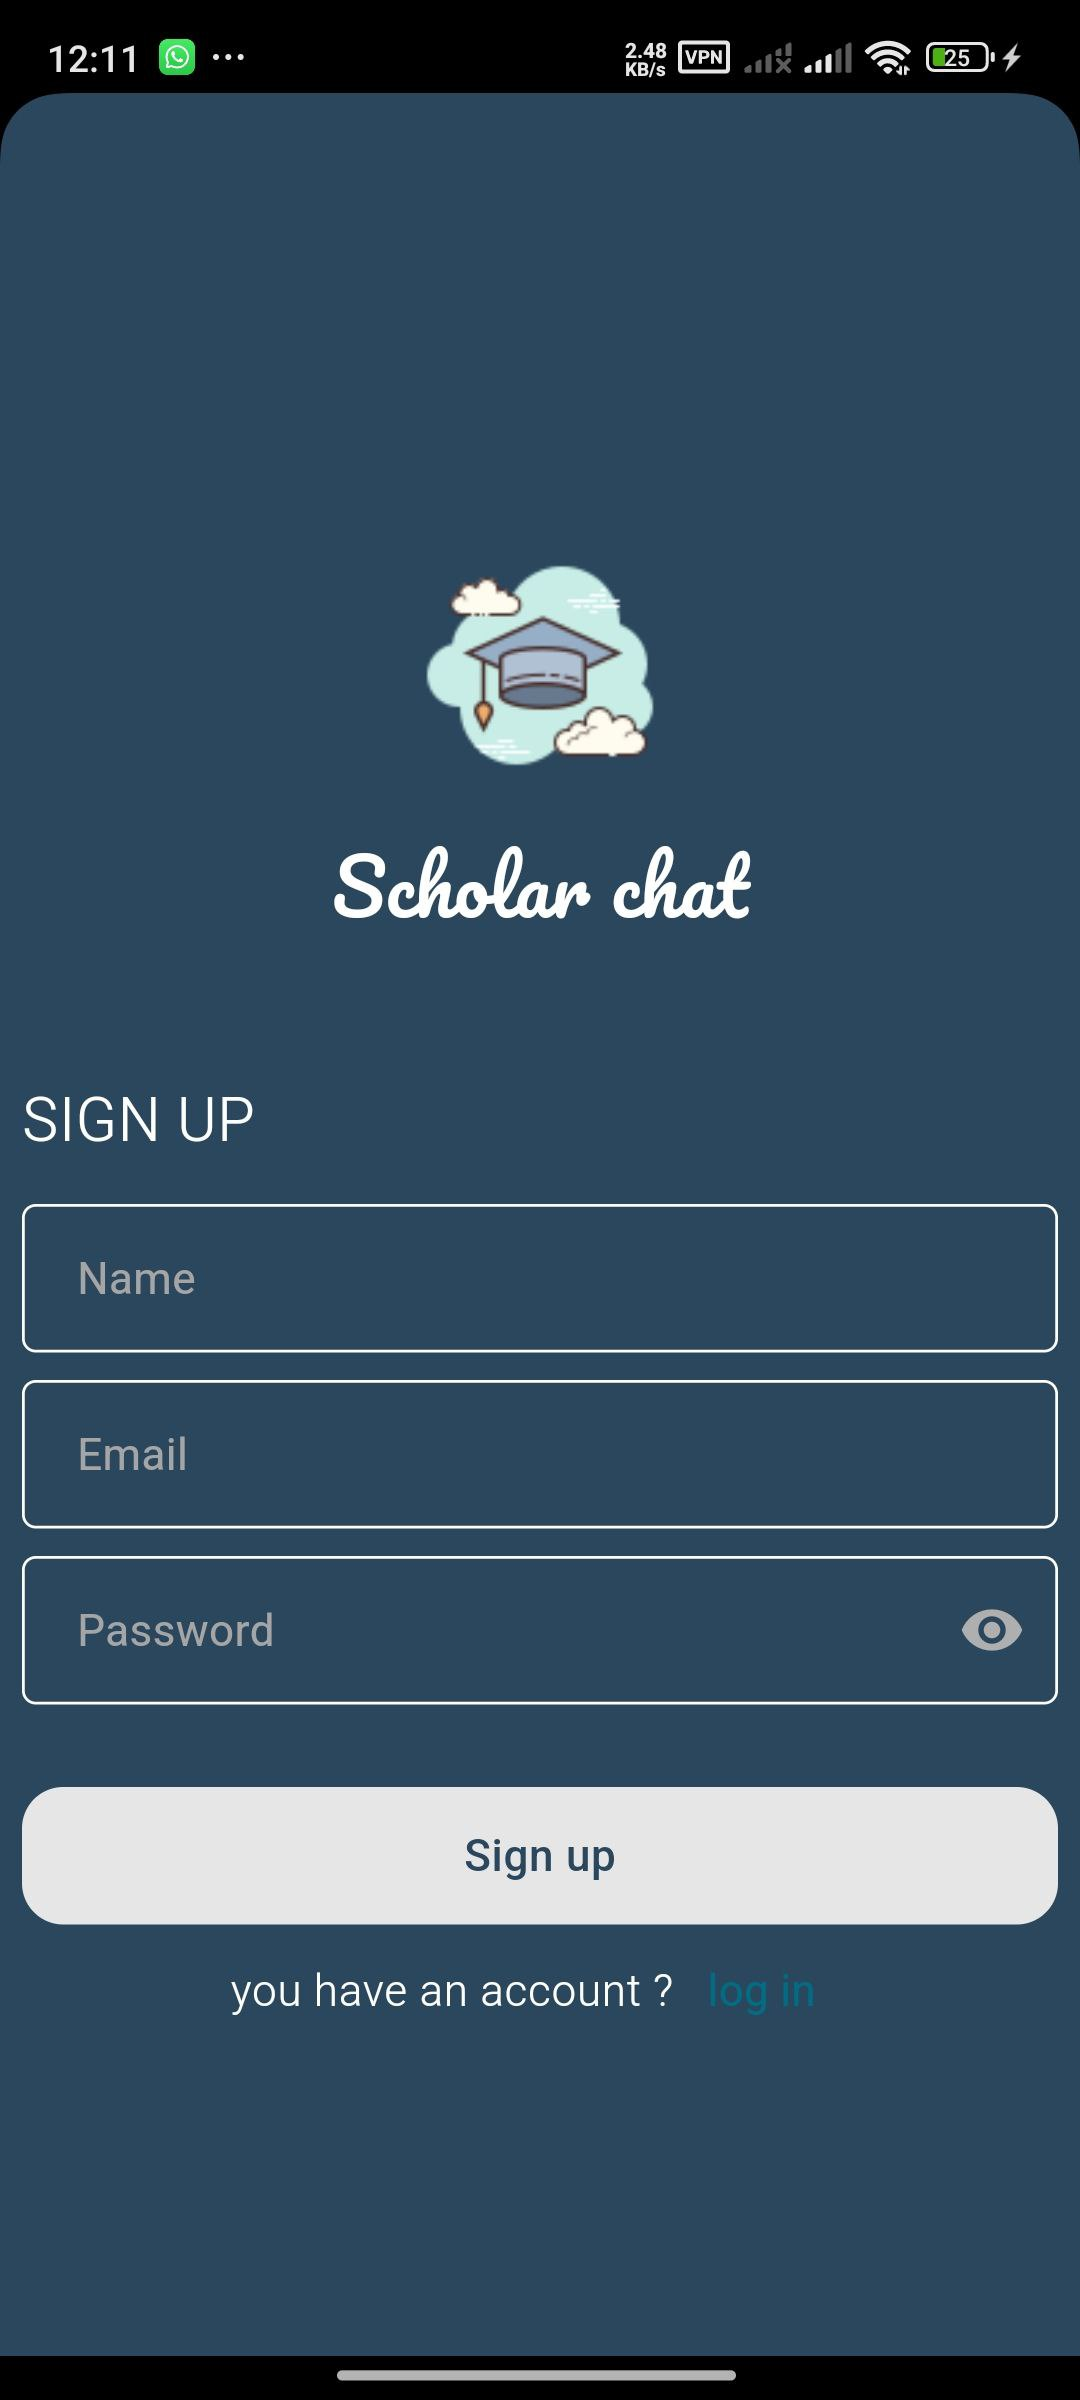 12:11 ... 2.48 KB/s VPN 25
Scholar chat
SIGN UP
Name
Email
Password
Sign up
you have an account ? log in